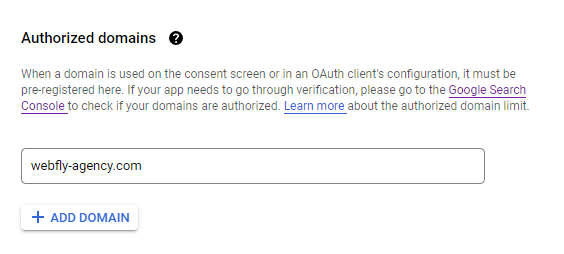 Authorized domains ?
When a domain is used on the consent screen or in an OAuth client's configuration, it must be
pre-registered here. If your app needs to go through verification, please go to the Google Search
Console to check if your domains are authorized. Learn more about the authorized domain limit.
webfly-agency.com
+ ADD DOMAIN